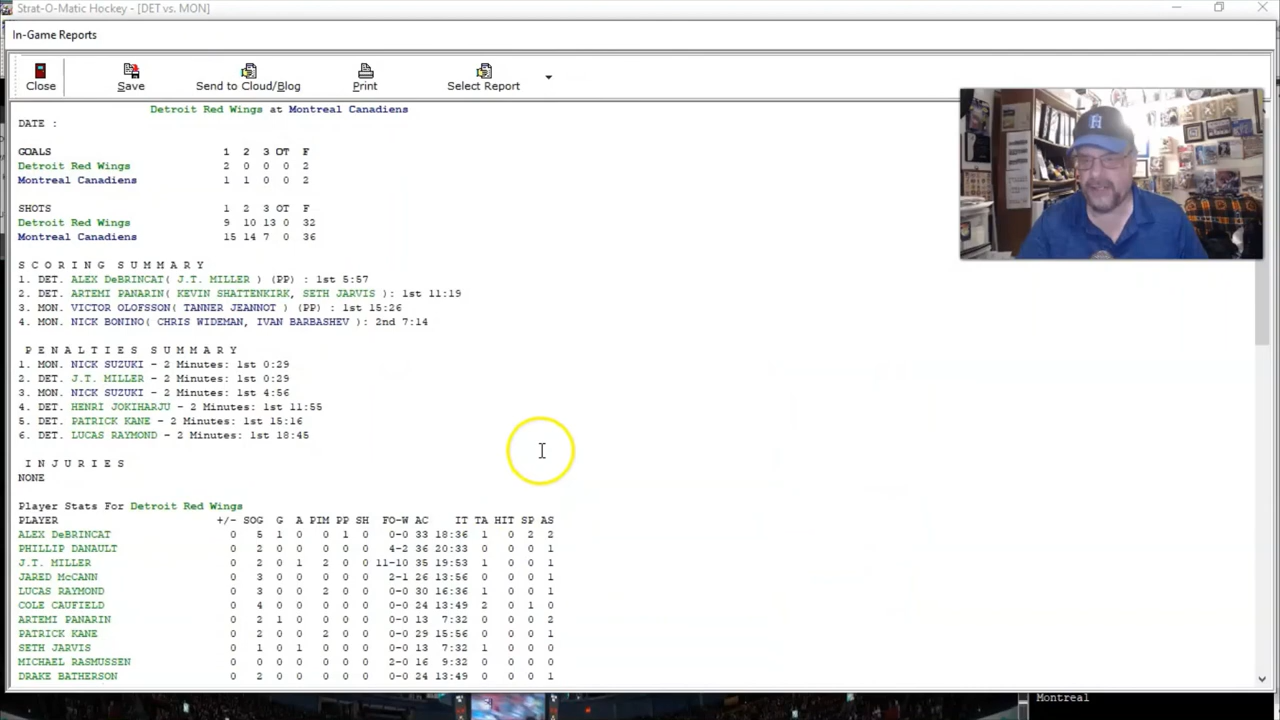 Strat-O-Matic Hockey - [DET vs. MON]
In-Game Reports
Close Save Send to Cloud/Blog Print Select Report
Detroit Red Wings at Montreal Canadiens
DATE :
GOALS 1 2 3 OT F
Detroit Red Wings 2 0 0 0 2
Montreal Canadiens 1 1 0 0 2
SHOTS 1 2 3 OT F
Detroit Red Wings 9 10 13 0 32
Montreal Canadiens 15 14 7 0 36
S C O R I N G S U M M A R Y
1. DET. ALEX DeBRINCAT( J.T. MILLER ) (PP) : 1st 5:57
2. DET. ARTEMI PANARIN( KEVIN SHATTENKIRK, SETH JARVIS ): 1st 11:19
3. MON. VICTOR OLOFSSON( TANNER JEANNOT ) (PP) : 1st 15:26
4. MON. NICK BONINO( CHRIS WIDEMAN, IVAN BARBASHEV ): 2nd 7:14
P E N A L T I E S S U M M A R Y
1. MON. NICK SUZUKI - 2 Minutes: 1st 0:29
2. DET. J.T. MILLER - 2 Minutes: 1st 0:29
3. MON. NICK SUZUKI - 2 Minutes: 1st 4:56
4. DET. HENRI JOKIHARJU - 2 Minutes: 1st 11:55
5. DET. PATRICK KANE - 2 Minutes: 1st 15:16
6. DET. LUCAS RAYMOND - 2 Minutes: 1st 18:45
I N J U R I E S
NONE
Player Stats For Detroit Red Wings
PLAYER +/- SOG G A PIM PP SH FO-W AC IT TA HIT SP AS
ALEX DeBRINCAT 0 5 1 0 0 1 0 0-0 33 18:36 1 0 2 2
PHILLIP DANAULT 0 2 0 0 0 0 0 4-2 36 20:33 0 0 0 1
J.T. MILLER 0 2 0 1 2 0 0 11-10 35 19:53 1 0 0 1
JARED McCANN 0 3 0 0 0 0 0 2-1 26 13:56 0 0 0 1
LUCAS RAYMOND 0 3 0 0 2 0 0 0-0 30 16:36 1 0 0 1
COLE CAUFIELD 0 4 0 0 0 0 0 0-0 24 13:49 2 0 1 0
ARTEMI PANARIN 0 2 1 0 0 0 0 0-0 13 7:32 0 0 0 2
PATRICK KANE 0 2 0 0 2 0 0 0-0 29 15:56 0 0 0 1
SETH JARVIS 0 1 0 1 0 0 0 0-0 13 7:32 1 0 0 0
MICHAEL RASMUSSEN 0 0 0 0 0 0 0 2-0 16 9:32 0 0 0 1
DRAKE BATHERSON 0 2 0 0 0 0 0 0-0 24 13:49 0 0 0 1
Montreal
H